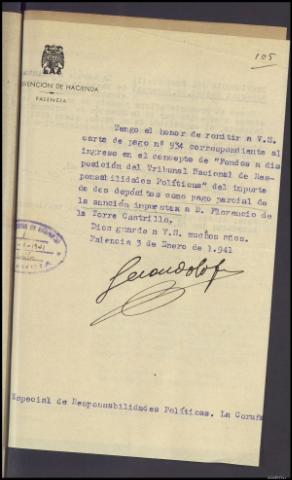 105
VENCION DE HACIENDA
PALENCIA
Tengo el honor de remitir a V.S.
carta de pago nº 934 correspondiente al
ingreso en el concepto de "Fondos a dis-
posición del Tribunal Nacional de Res-
ponsabilidades Políticas" del importe
de dos depósitos como pago parcial de
la sanción impuesta a D. Florencio de
la Torre Castrillo.
Dios guarde a V.S. muchos años.
Palencia 3 de Enero de 1.941
Especial de Responsabilidades Políticas. La Coruña